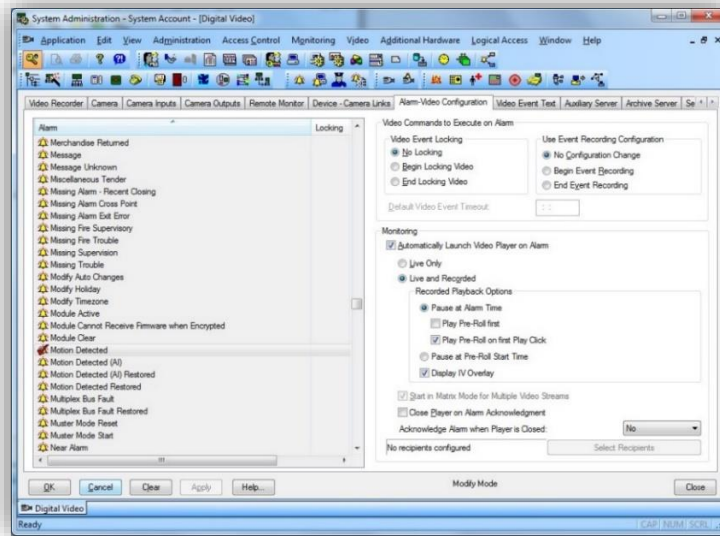 System Administration - System Account - [Digital Video]
Application Edit View Administration Access Control Monitoring Video Additional Hardware Logical Access Window Help
Video Recorder Camera Camera Inputs Camera Outputs Remote Monitor Device - Camera Links Alarm-Video Configuration Video Event Text Auxiliary Server Archive Server Se
Alarm Locking
Merchandise Returned
Message
Message Unknown
Miscellaneous Tender
Missing Alarm - Recent Closing
Missing Alarm Cross Point
Missing Alarm Exit Error
Missing Fire Supervisory
Missing Fire Trouble
Missing Supervision
Missing Trouble
Modify Auto Changes
Modify Holiday
Modify Timezone
Module Active
Module Cannot Receive Firmware when Encrypted
Module Clear
Motion Detected
Motion Detected (AI)
Motion Detected (AI) Restored
Motion Detected Restored
Multiplex Bus Fault
Multiplex Bus Fault Restored
Muster Mode Reset
Muster Mode Start
Near Alarm
Video Commands to Execute on Alarm
Video Event Locking
No Locking
Begin Locking Video
End Locking Video
Use Event Recording Configuration
No Configuration Change
Begin Event Recording
End Event Recording
Default Video Event Timeout: : :
Monitoring
Automatically Launch Video Player on Alarm
Live Only
Live and Recorded
Recorded Playback Options
Pause at Alarm Time
Play Pre-Roll first
Play Pre-Roll on first Play Click
Pause at Pre-Roll Start Time
Display IV Overlay
Start in Matrix Mode for Multiple Video Streams
Close Player on Alarm Acknowledgment
Acknowledge Alarm when Player is Closed: No
No recipients configured Select Recipients
OK Cancel Clear Apply Help... Modify Mode Close
Digital Video
Ready CAP NUM SCRL